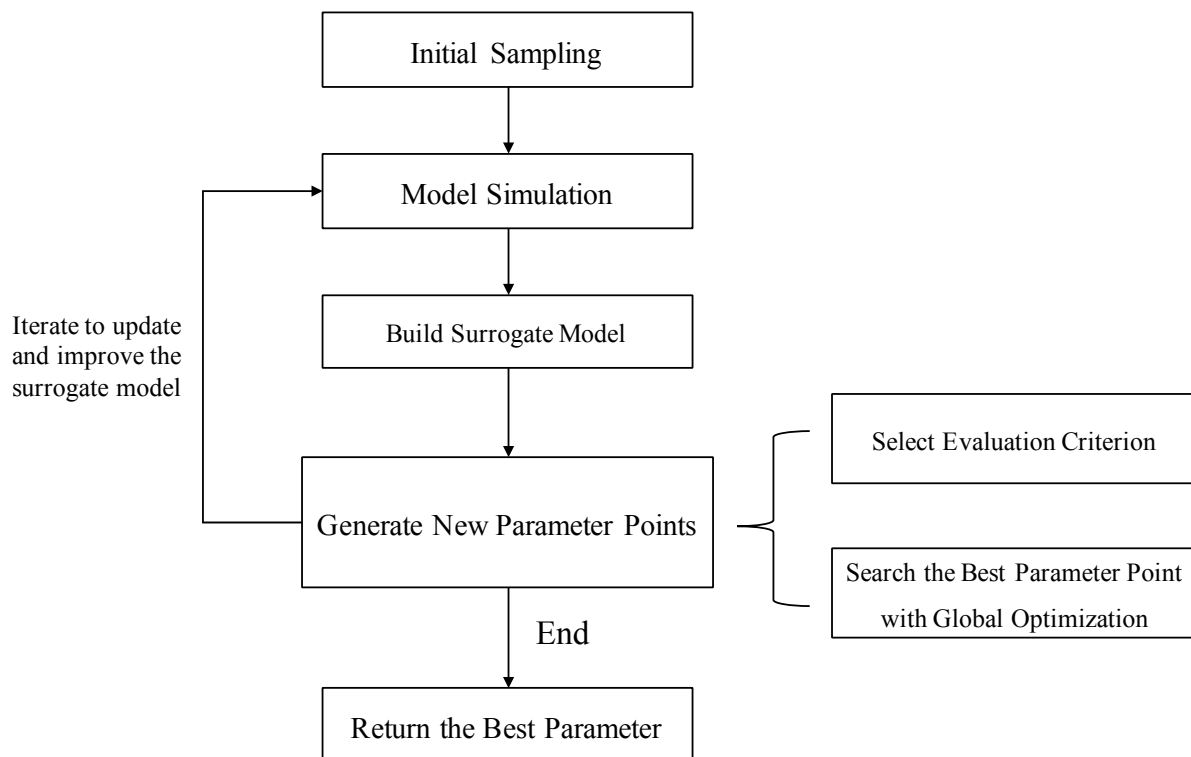 Initial Sampling
Model Simulation
Iterate to update
and improve the
surrogate model
Build Surrogate Model
Select Evaluation Criterion
Generate New Parameter Points
Search the Best Parameter Point
with Global Optimization
End
Return the Best Parameter